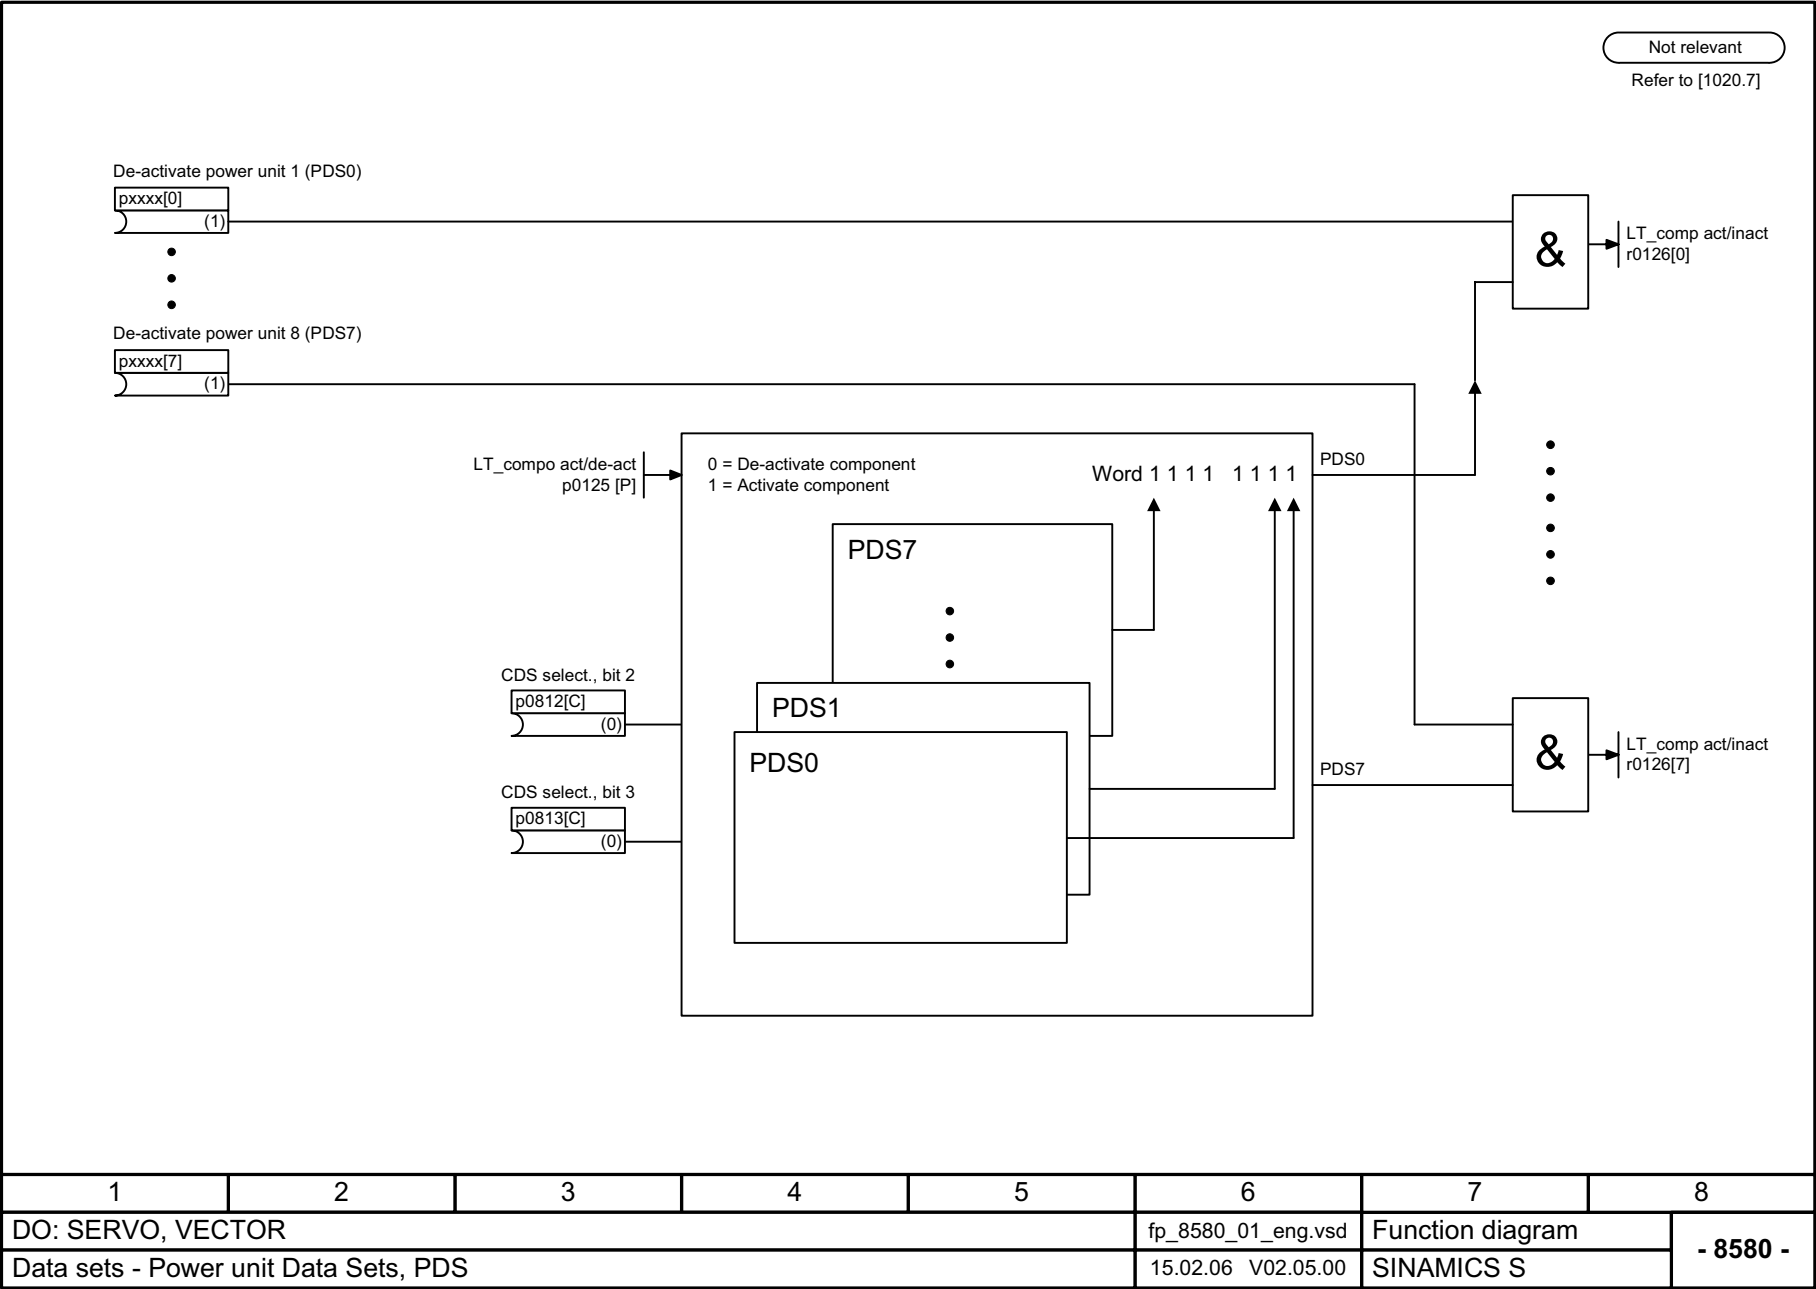 Not relevant
Refer to [1020.7]
De-activate power unit 1 (PDS0)
pxxxx[0]
(1)
&
LT_comp act/inact
r0126[0]
De-activate power unit 8 (PDS7)
pxxxx[7]
(1)
LT_compo act/de-act
p0125 [P]
0 = De-activate component
1 = Activate component
Word 1 1 1 1 1 1 1 1
PDS0
PDS7
PDS1
PDS0
CDS select., bit 2
p0812[C]
(0)
CDS select., bit 3
p0813[C]
(0)
PDS7
&
LT_comp act/inact
r0126[7]
1 2 3 4 5 6 7 8
DO: SERVO, VECTOR
fp_8580_01_eng.vsd
Function diagram
- 8580 -
Data sets - Power unit Data Sets, PDS
15.02.06 V02.05.00
SINAMICS S